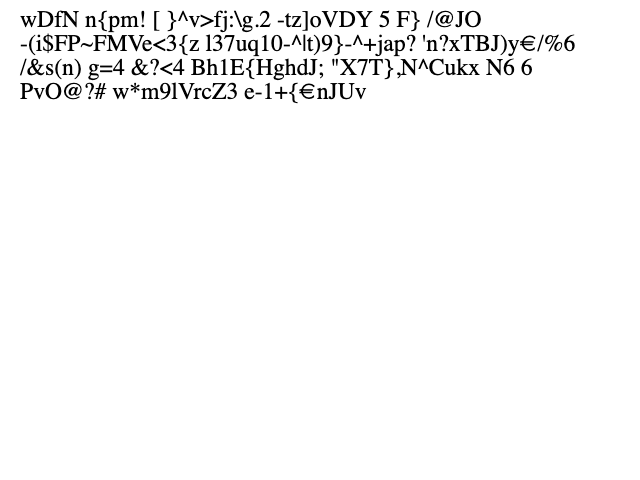 wDfN n{pm! [ }^v>fj:\g.2 -tz]oVDY 5 F} /@JO
-(i$FP~FMVe<3{z l37uq10-^lt)9}-^+jap? 'n?xTBJ)y€/%6
/&s(n) g=4 &?<4 Bh1E{HghdJ; "X7T},N^Cukx N6 6
PvO@?# w*m9lVrcZ3 e-1+{€nJUv